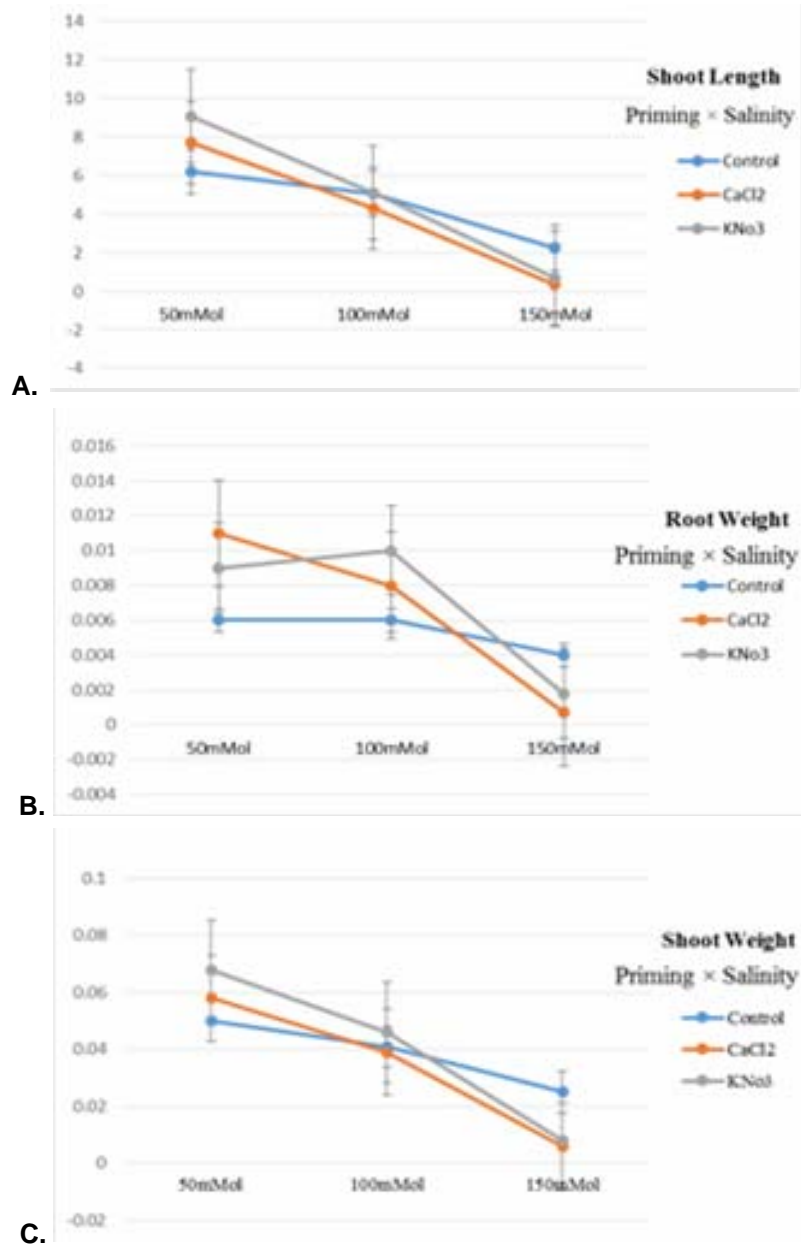 14
12
10
8
6
4
2
0
-2
-4
50mMol 100mMol 150mMol
Shoot Length
Priming × Salinity
Control
CaCl2
KNo3
A.
0.016
0.014
0.012
0.01
0.008
0.006
0.004
0.002
0
-0.002
-0.004
50mMol 100mMol 150mMol
Root Weight
Priming × Salinity
Control
CaCl2
KNo3
B.
0.1
0.08
0.06
0.04
0.02
0
-0.02
50mMol 100mMol 150mMol
Shoot Weight
Priming × Salinity
Control
CaCl2
KNo3
C.